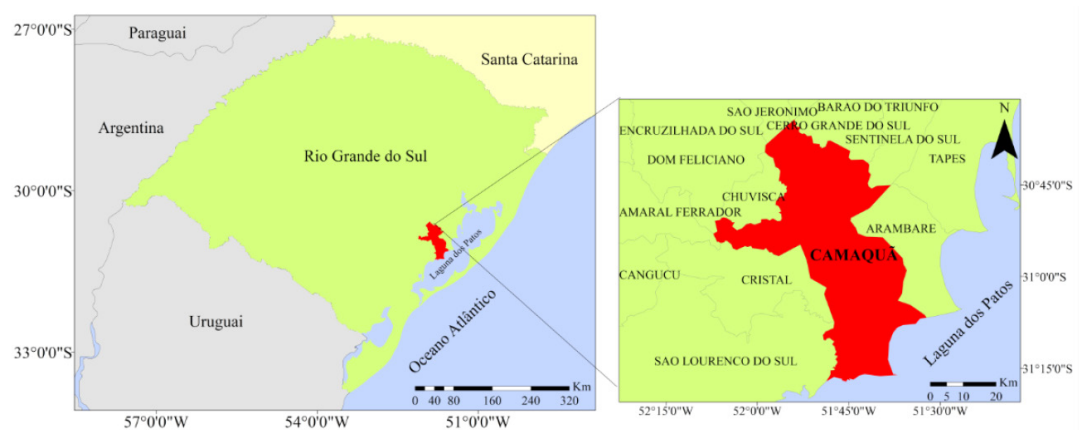 27°0'0"S
Paraguai
Santa Catarina
Argentina
Rio Grande do Sul
30°0'0"S
Laguna dos Patos
Uruguai
Oceano Atlântico
33°0'0"S
Km
0 40 80 160 240 320
57°0'0"W 54°0'0"W 51°0'0"W
SAO JERONIMO
BARAO DO TRIUNFO
N
ENCRUZILHADA DO SUL
CERRO GRANDE DO SUL
SENTINELA DO SUL
DOM FELICIANO
TAPES
30°45'0"S
CHUVISCA
AMARAL FERRADOR
ARAMBARE
CAMAQUÃ
CANGUCU
CRISTAL
31°0'0"S
Laguna dos Patos
SAO LOURENCO DO SUL
31°15'0"S
Km
0 5 10 20
52°15'0"W 52°0'0"W 51°45'0"W 51°30'0"W